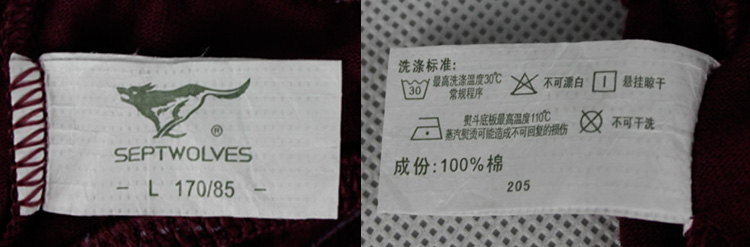 ®
SEPTWOLVES
- L 170/85 -
洗涤标准:
30 最高洗涤温度30℃ 常规程序 不可漂白 悬挂晾干
熨斗底板最高温度110℃ 蒸汽熨烫可能造成不可回复的损伤 不可干洗
成份:100%棉
205